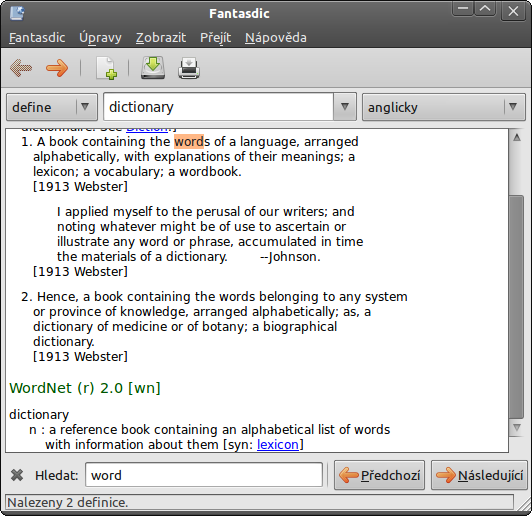 Fantasdic
Fantasdic Úpravy Zobrazit Přejít Nápověda
define dictionary anglicky
dictionnaire. See Diction.]
1. A book containing the words of a language, arranged
alphabetically, with explanations of their meanings; a
lexicon; a vocabulary; a wordbook.
[1913 Webster]
I applied myself to the perusal of our writers; and
noting whatever might be of use to ascertain or
illustrate any word or phrase, accumulated in time
the materials of a dictionary. --Johnson.
[1913 Webster]
2. Hence, a book containing the words belonging to any system
or province of knowledge, arranged alphabetically; as, a
dictionary of medicine or of botany; a biographical
dictionary.
[1913 Webster]
WordNet (r) 2.0 [wn]
dictionary
n : a reference book containing an alphabetical list of words
with information about them [syn: lexicon]
Hledat: word Předchozí Následující
Nalezeny 2 definice.